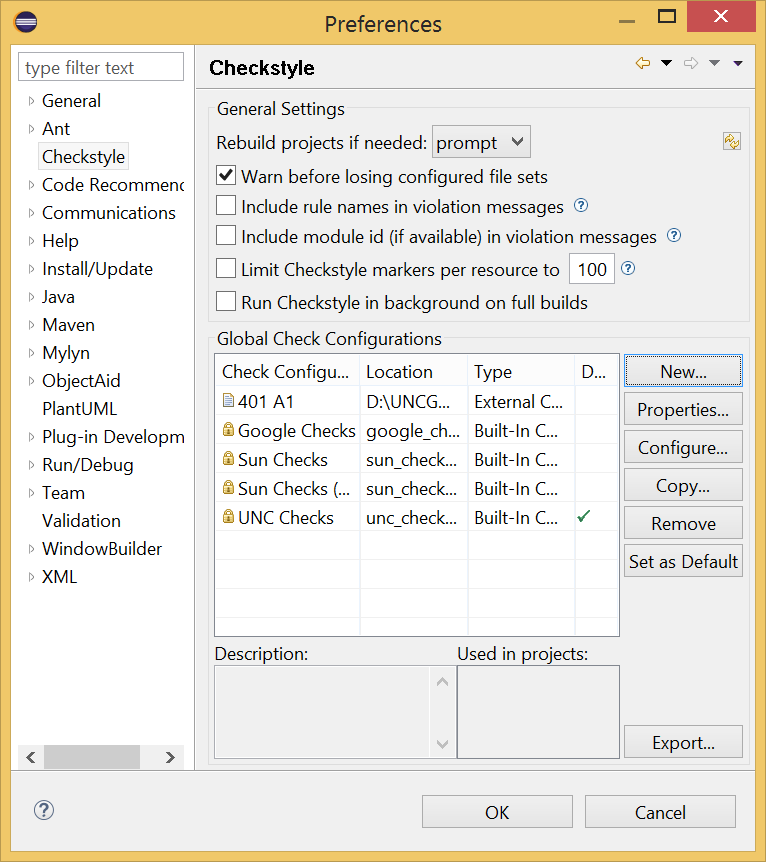 Preferences
type filter text
General
Ant
Checkstyle
Code Recommend
Communications
Help
Install/Update
Java
Maven
Mylyn
ObjectAid
PlantUML
Plug-in Developm
Run/Debug
Team
Validation
WindowBuilder
XML
Checkstyle
General Settings
Rebuild projects if needed: prompt
Warn before losing configured file sets
Include rule names in violation messages
Include module id (if available) in violation messages
Limit Checkstyle markers per resource to 100
Run Checkstyle in background on full builds
Global Check Configurations
Check Configu... Location Type D...
401 A1 D:\UNCG... External C...
Google Checks google_ch... Built-In C...
Sun Checks sun_check... Built-In C...
Sun Checks (... sun_check... Built-In C...
UNC Checks unc_check... Built-In C...
New...
Properties...
Configure...
Copy...
Remove
Set as Default
Description:
Used in projects:
Export...
OK
Cancel